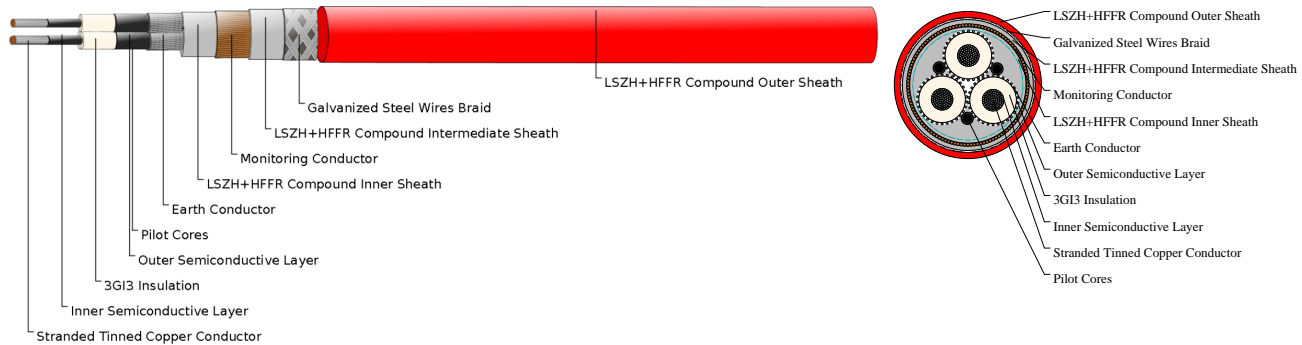 LSZH+HFFR Compound Outer Sheath
Galvanized Steel Wires Braid
LSZH+HFFR Compound Intermediate Sheath
Monitoring Conductor
LSZH+HFFR Compound Inner Sheath
Earth Conductor
Pilot Cores
Outer Semiconductive Layer
3GI3 Insulation
Inner Semiconductive Layer
Stranded Tinned Copper Conductor
LSZH+HFFR Compound Outer Sheath
Galvanized Steel Wires Braid
LSZH+HFFR Compound Intermediate Sheath
Monitoring Conductor
LSZH+HFFR Compound Inner Sheath
Earth Conductor
Outer Semiconductive Layer
3GI3 Insulation
Inner Semiconductive Layer
Stranded Tinned Copper Conductor
Pilot Cores